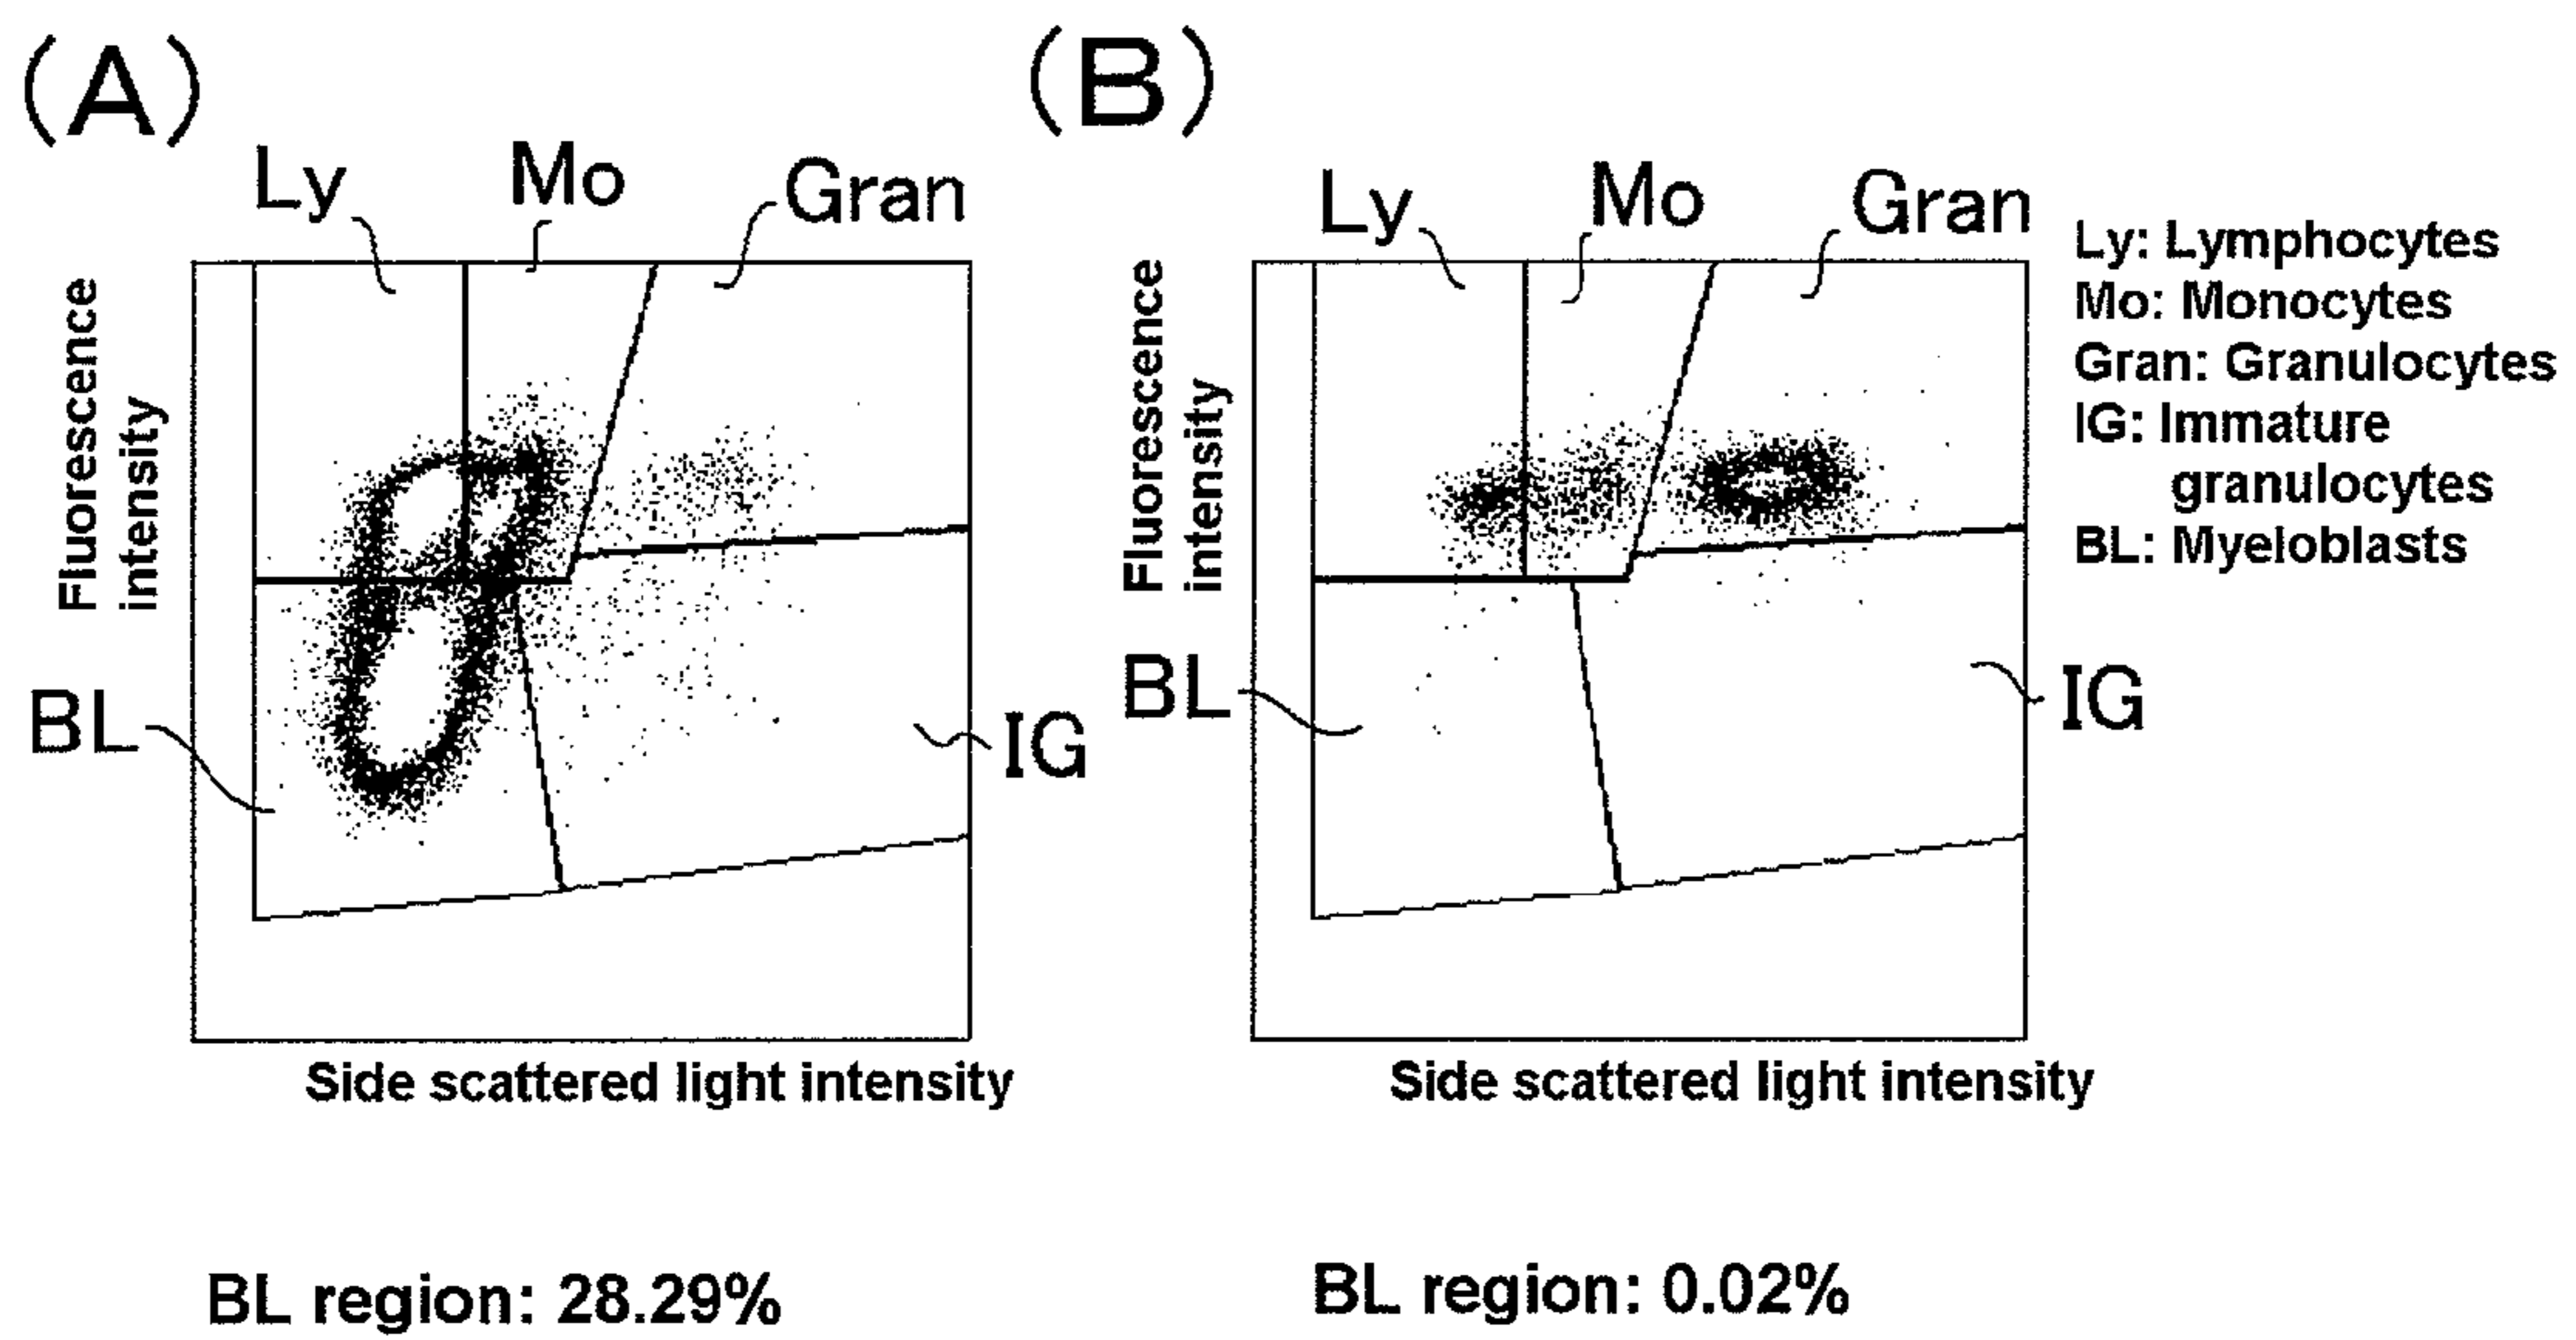 (A)
Ly
Mo
Gran
Fluorescence
intensity
BL
IG
Side scattered light intensity
BL region: 28.29%
(B)
Ly
Mo
Gran
Fluorescence
intensity
BL
IG
Side scattered light intensity
BL region: 0.02%
Ly: Lymphocytes
Mo: Monocytes
Gran: Granulocytes
IG: Immature
granulocytes
BL: Myeloblasts